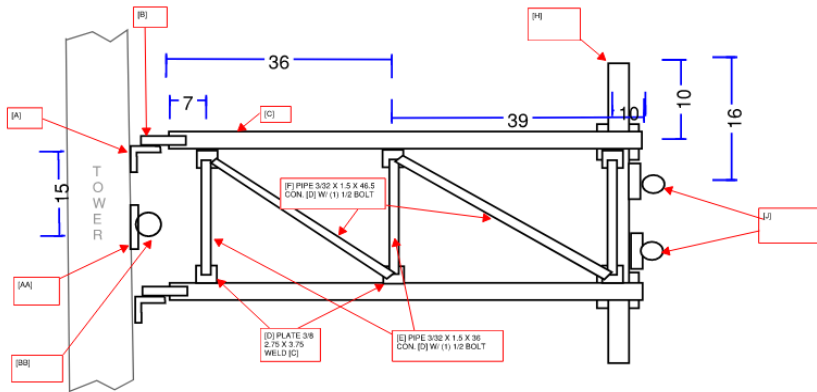 [H]
[B]
36
10
16
7
[C]
39
10
[A]
TOWER
15
[F] PIPE 3/32 X 1.5 X 46.5
CON. [D] W/ (1) 1/2 BOLT
[J]
[AA]
[D] PLATE 3/8
2.75 X 3.75
WELD [C]
[E] PIPE 3/32 X 1.5 X 36
CON. [D] W/ (1) 1/2 BOLT
[BB]